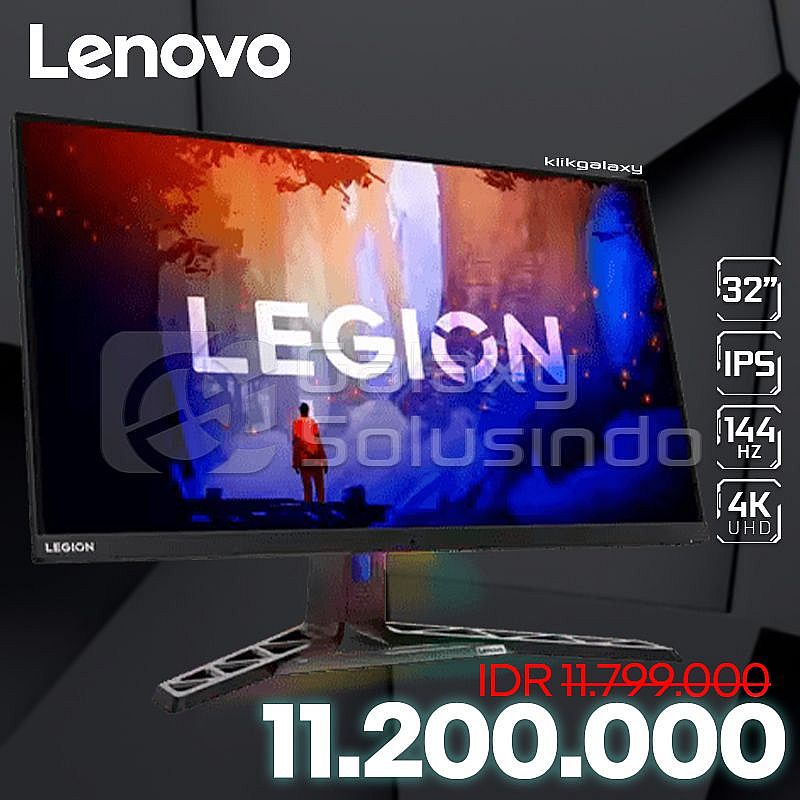 Lenovo
klikgalaxy
LEGION
Galaxy
Solusindo
32”
IPS
144
HZ
4K
UHD
LEGION
Lenovo
IDR 11.799.000
11.200.000